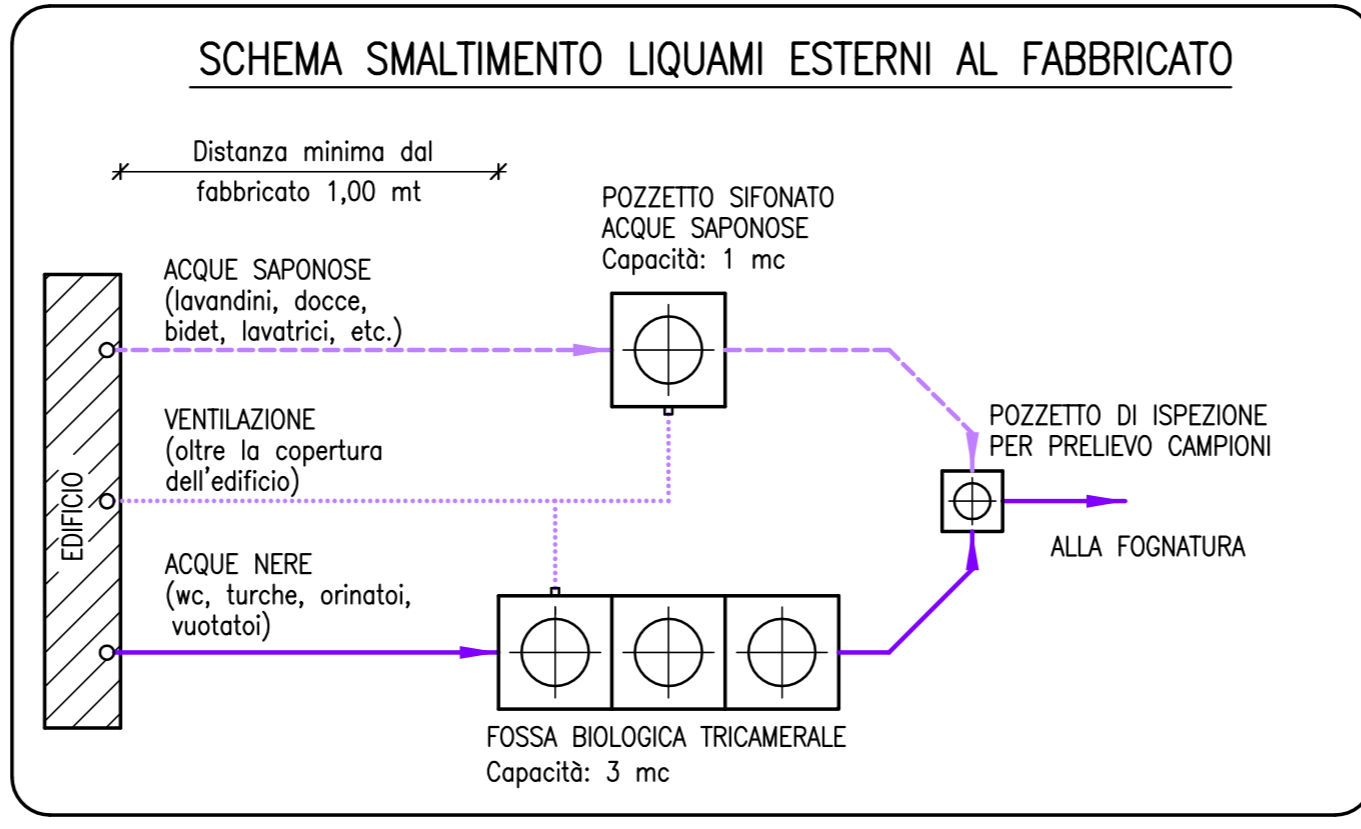 SCHEMA SMALTIMENTO LIQUAMI ESTERNI AL FABBRICATO
Distanza minima dal
fabbricato 1,00 mt
POZZETTO SIFONATO
ACQUE SAPONOSE
Capacità: 1 mc
ACQUE SAPONOSE
(lavandini, docce,
bidet, lavatrici, etc.)
VENTILAZIONE
(oltre la copertura
dell'edificio)
POZZETTO DI ISPEZIONE
PER PRELIEVO CAMPIONI
EDIFICIO
ALLA FOGNATURA
ACQUE NERE
(wc, turche, orinatoi,
vuotatoi)
FOSSA BIOLOGICA TRICAMERALE
Capacità: 3 mc